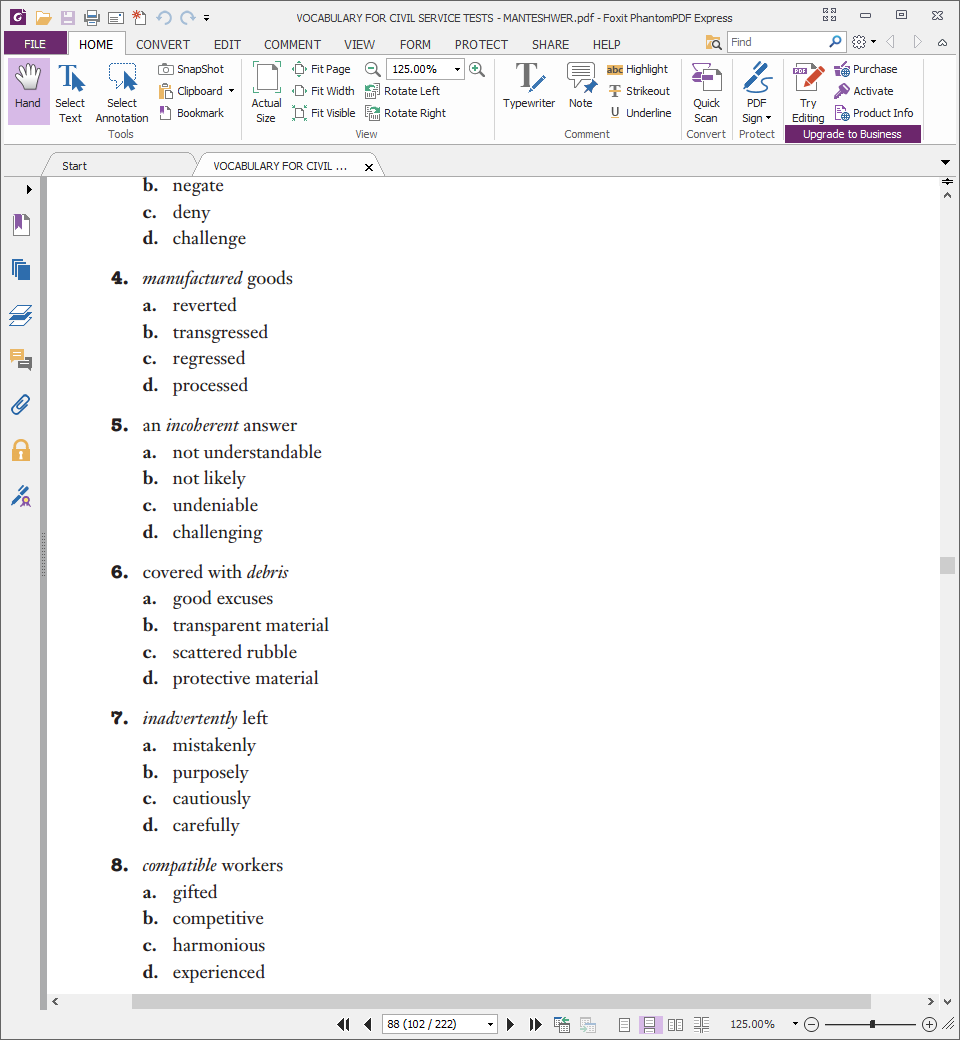 VOCABULARY FOR CIVIL SERVICE TESTS - MANTESHWER.pdf - Foxit PhantomPDF Express
FILE HOME CONVERT EDIT COMMENT VIEW FORM PROTECT SHARE HELP Find
Hand
Select Text
Select Annotation
SnapShot
Clipboard
Bookmark
Tools
Actual Size
Fit Page
Fit Width
Fit Visible
125.00%
Rotate Left
Rotate Right
View
Typewriter
Note
abc Highlight
T Strikeout
U Underline
Comment
Quick Scan
Convert
PDF Sign
Protect
PDF
Try Editing
Purchase
Activate
Product Info
Upgrade to Business
Start VOCABULARY FOR CIVIL ...
b. negate
c. deny
d. challenge
4. manufactured goods
a. reverted
b. transgressed
c. regressed
d. processed
5. an incoherent answer
a. not understandable
b. not likely
c. undeniable
d. challenging
6. covered with debris
a. good excuses
b. transparent material
c. scattered rubble
d. protective material
7. inadvertently left
a. mistakenly
b. purposely
c. cautiously
d. carefully
8. compatible workers
a. gifted
b. competitive
c. harmonious
d. experienced
88 (102 / 222) 125.00%